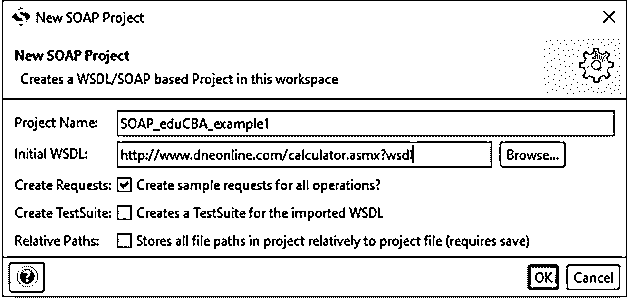 New SOAP Project
New SOAP Project
Creates a WSDL/SOAP based Project in this workspace
Project Name: SOAP_eduCBA_example1
Initial WSDL: http://www.dneonline.com/calculator.asmx?wsdl Browse...
Create Requests: Create sample requests for all operations?
Create TestSuite: Creates a TestSuite for the imported WSDL
Relative Paths: Stores all file paths in project relatively to project file (requires save)
? OK Cancel